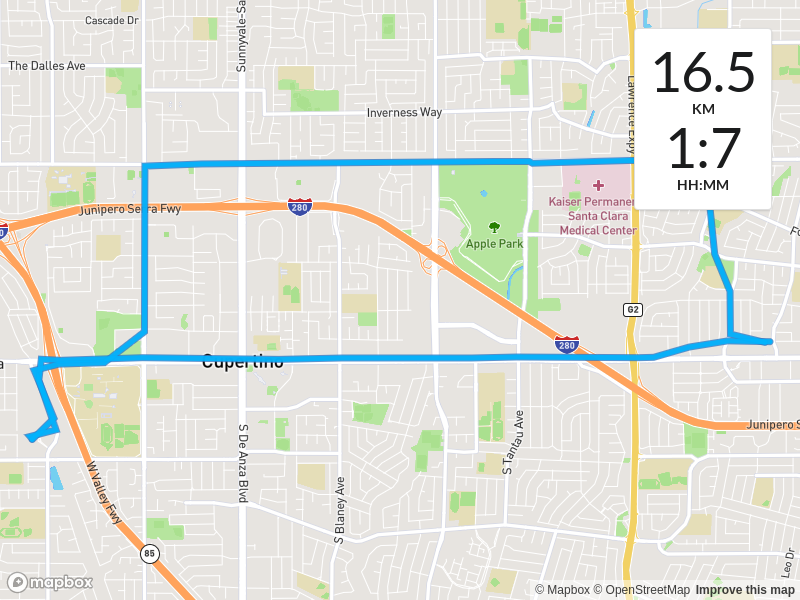 Cascade Dr
Sunnyvale-Sa
The Dalles Ave
Inverness Way
Lawrence Expy
16.5
KM
1:7
HH:MM
Junipero Serra Fwy
280
Kaiser Permanen
Santa Clara
Medical Center
Apple Park
G2
280
Cupertino
S De Anza Blvd
S Blaney Ave
S Tantau Ave
Junipero S
W Valley Fwy
85
Leo Dr
mapbox
© Mapbox © OpenStreetMap Improve this map